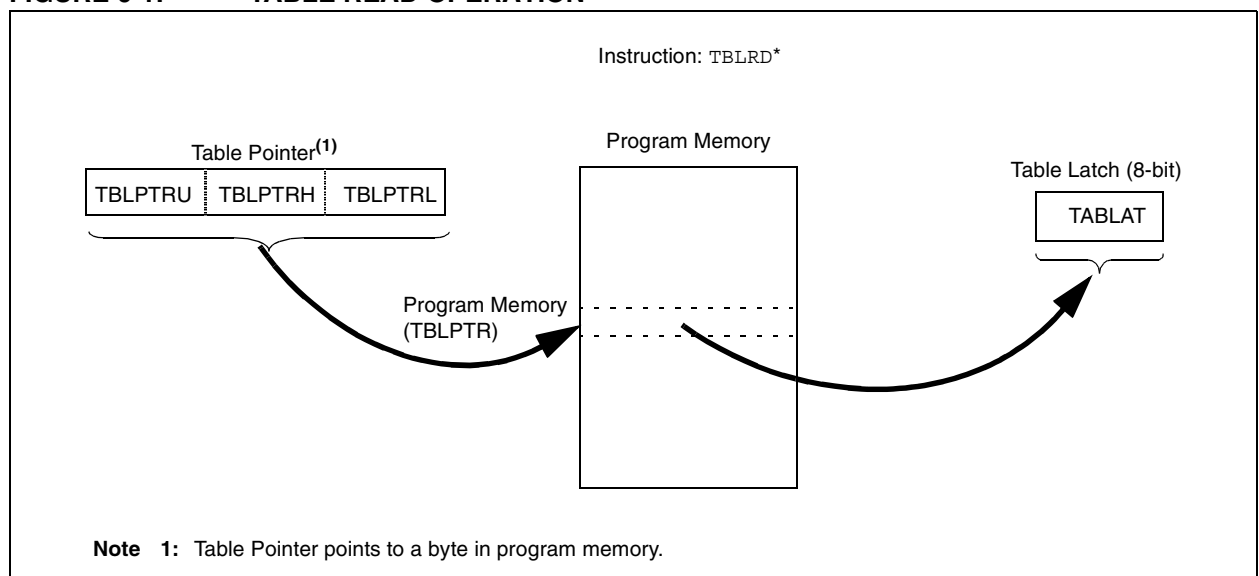 Instruction: TBLRD*
Program Memory
Table Pointer(1)
Table Latch (8-bit)
TBLPTRU TBLPTRH TBLPTRL
TABLAT
Program Memory
(TBLPTR)
Note 1: Table Pointer points to a byte in program memory.